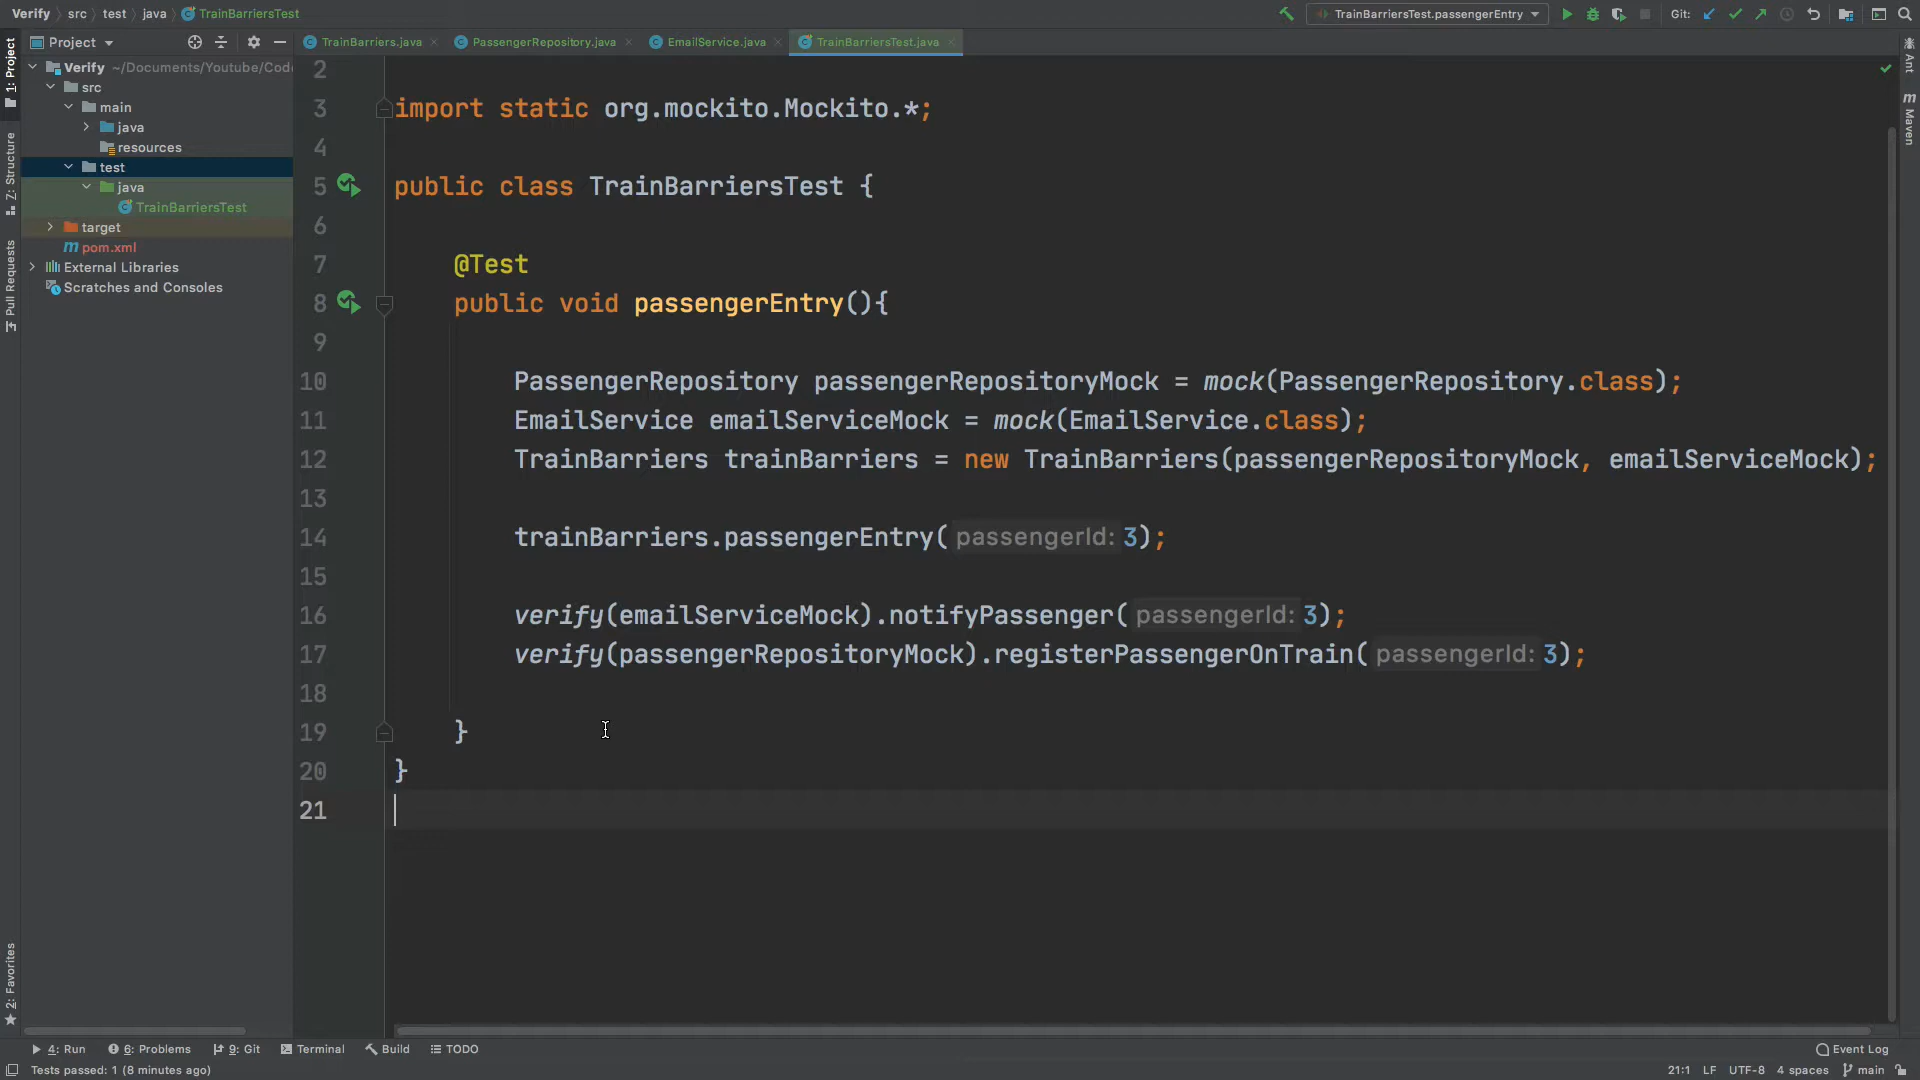 Verify src test java TrainBarriersTest
TrainBarriersTest.passengerEntry
Git:
Project
TrainBarriers.java
PassengerRepository.java
EmailService.java
TrainBarriersTest.java
Verify ~/Documents/Youtube/Cod
src
main
java
resources
test
java
TrainBarriersTest
target
pom.xml
External Libraries
Scratches and Consoles
1: Project
Z: Structure
Pull Requests
2: Favorites
Ant
Maven
2
3 import static org.mockito.Mockito.*;
4
5 public class TrainBarriersTest {
6
7 @Test
8 public void passengerEntry(){
9
10 PassengerRepository passengerRepositoryMock = mock(PassengerRepository.class);
11 EmailService emailServiceMock = mock(EmailService.class);
12 TrainBarriers trainBarriers = new TrainBarriers(passengerRepositoryMock, emailServiceMock);
13
14 trainBarriers.passengerEntry( passengerId: 3);
15
16 verify(emailServiceMock).notifyPassenger( passengerId: 3);
17 verify(passengerRepositoryMock).registerPassengerOnTrain( passengerId: 3);
18
19 }
20 }
21
4: Run 6: Problems 9: Git Terminal Build TODO Event Log
Tests passed: 1 (8 minutes ago) 21:1 LF UTF-8 4 spaces main